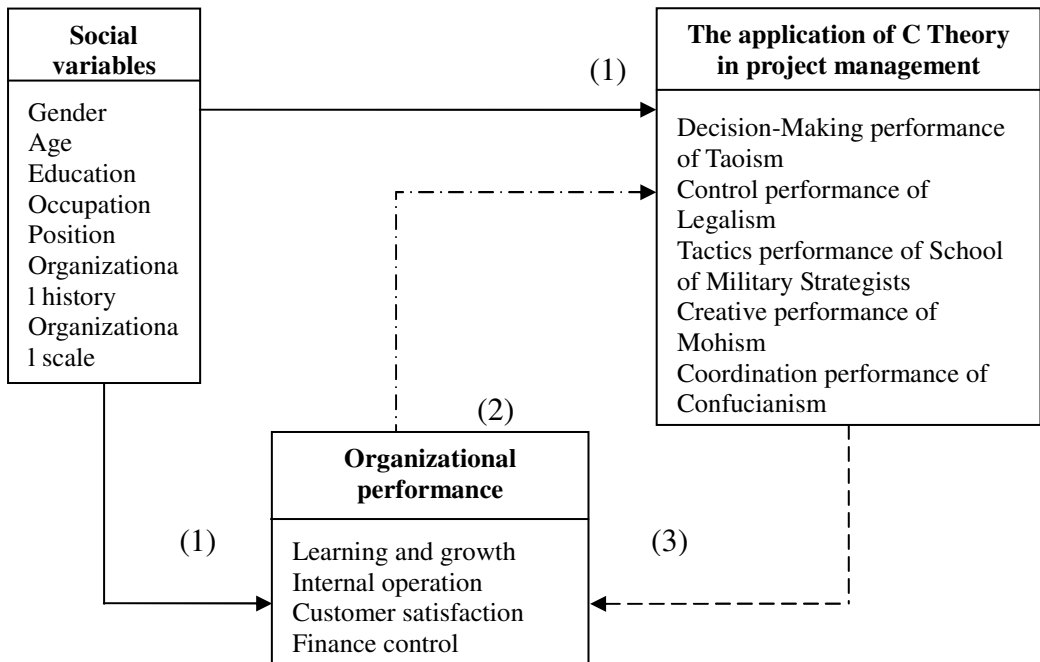 Social
variables
Gender
Age
Education
Occupation
Position
Organizationa
l history
Organizationa
l scale
(1)
The application of C Theory
in project management
Decision-Making performance
of Taoism
Control performance of
Legalism
Tactics performance of School
of Military Strategists
Creative performance of
Mohism
Coordination performance of
Confucianism
(2)
Organizational
performance
Learning and growth
Internal operation
Customer satisfaction
Finance control
(1)
(3)